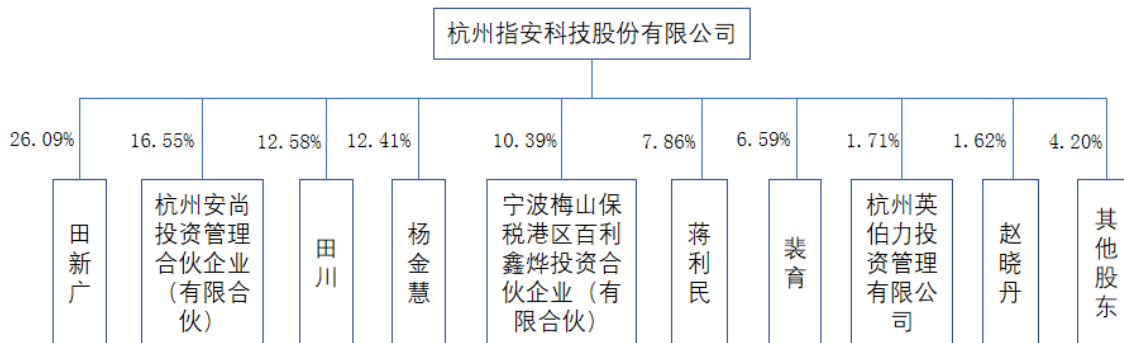 杭州指安科技股份有限公司
26.09%
16.55%
12.58%
12.41%
10.39%
7.86%
6.59%
1.71%
1.62%
4.20%
田新广
杭州安尚
投资管理
合伙企业
（有限合
伙）
田川
杨金慧
宁波梅山保
税港区百利
鑫烨投资合
伙企业（有
限合伙）
蒋利民
裴育
杭州英
伯力投
资管理
有限公
司
赵晓丹
其他股东